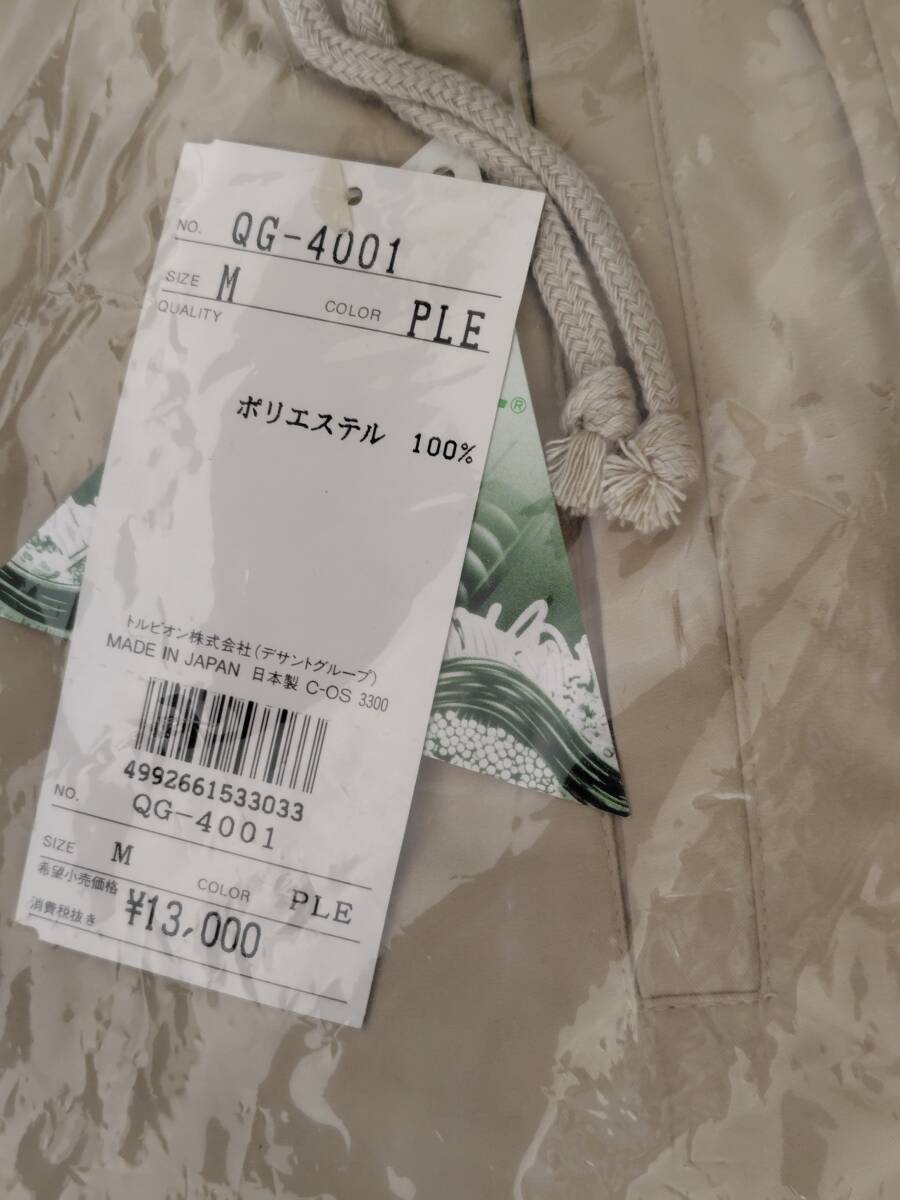 NO. QG-4001
SIZE M COLOR PLE
QUALITY
ポリエステル 100%
®
トルビオン株式会社(デサントグループ)
MADE IN JAPAN 日本製 C-OS 3300
4992661533033
NO. QG-4001
SIZE M COLOR PLE
希望小売価格
消費税抜き ¥13,000